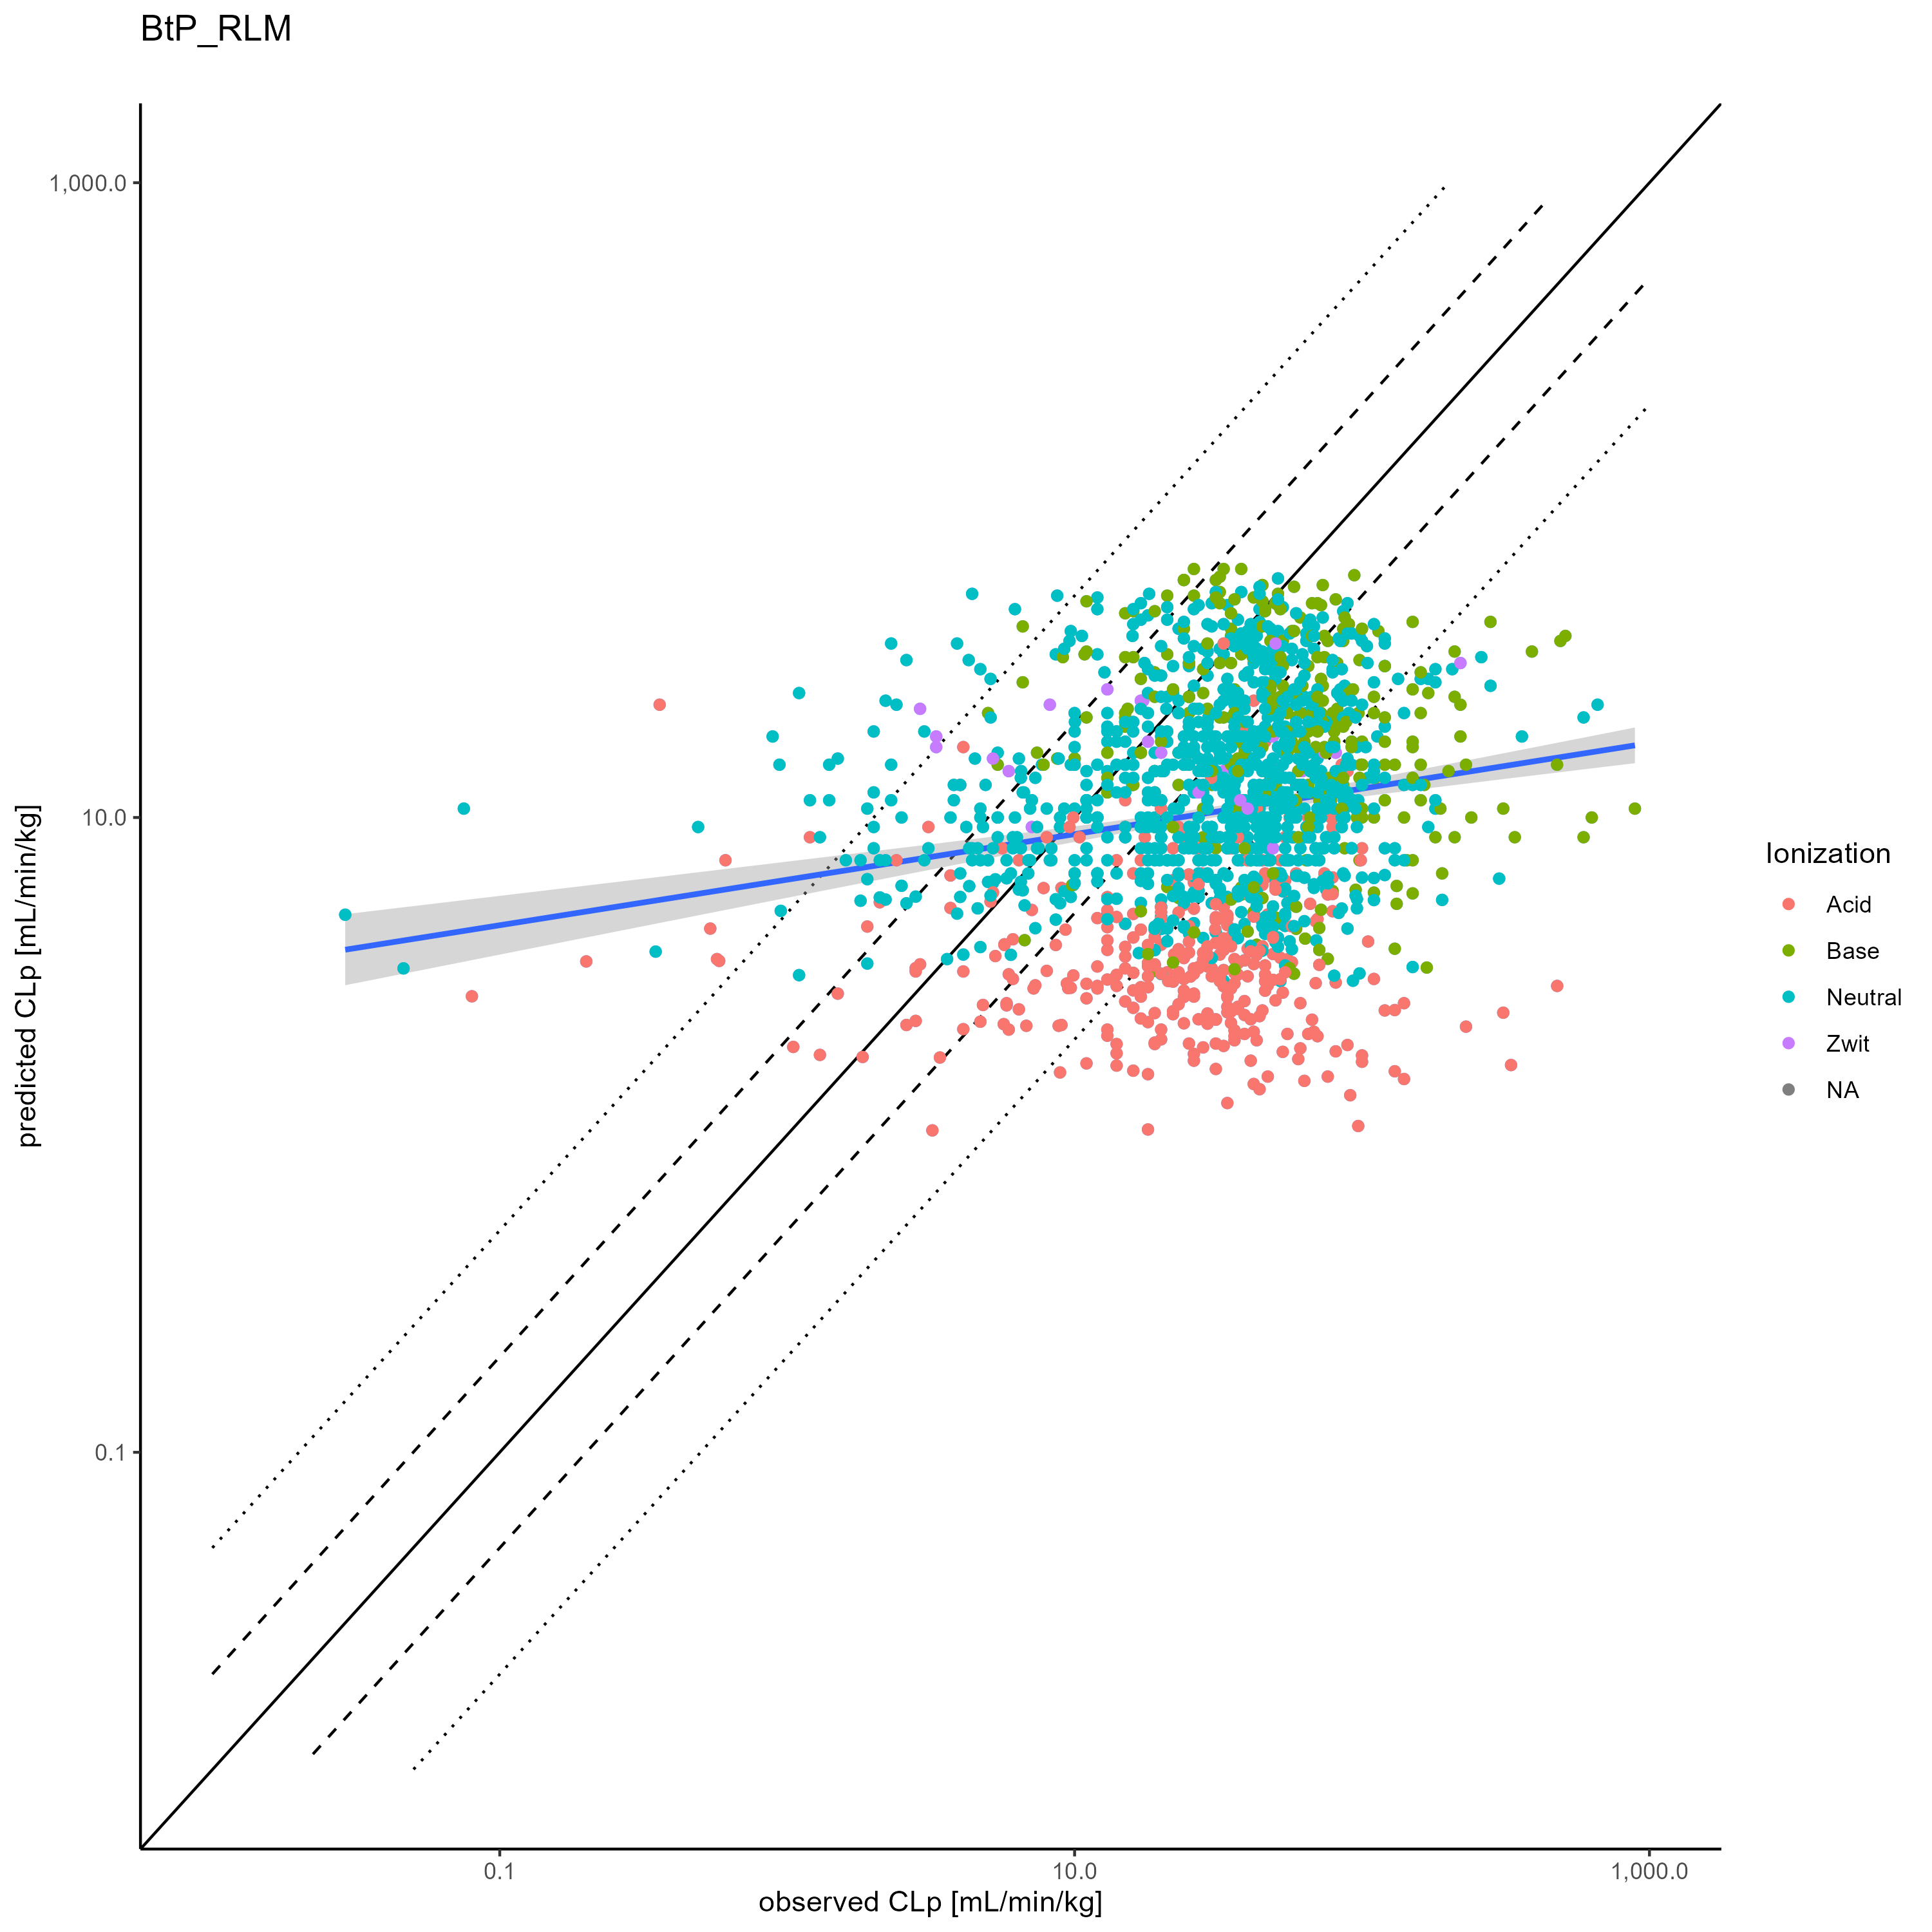 BtP_RLM
1,000.0
10.0
0.1
predicted CLp [mL/min/kg]
0.1
10.0
1,000.0
observed CLp [mL/min/kg]
Ionization
Acid
Base
Neutral
Zwit
NA